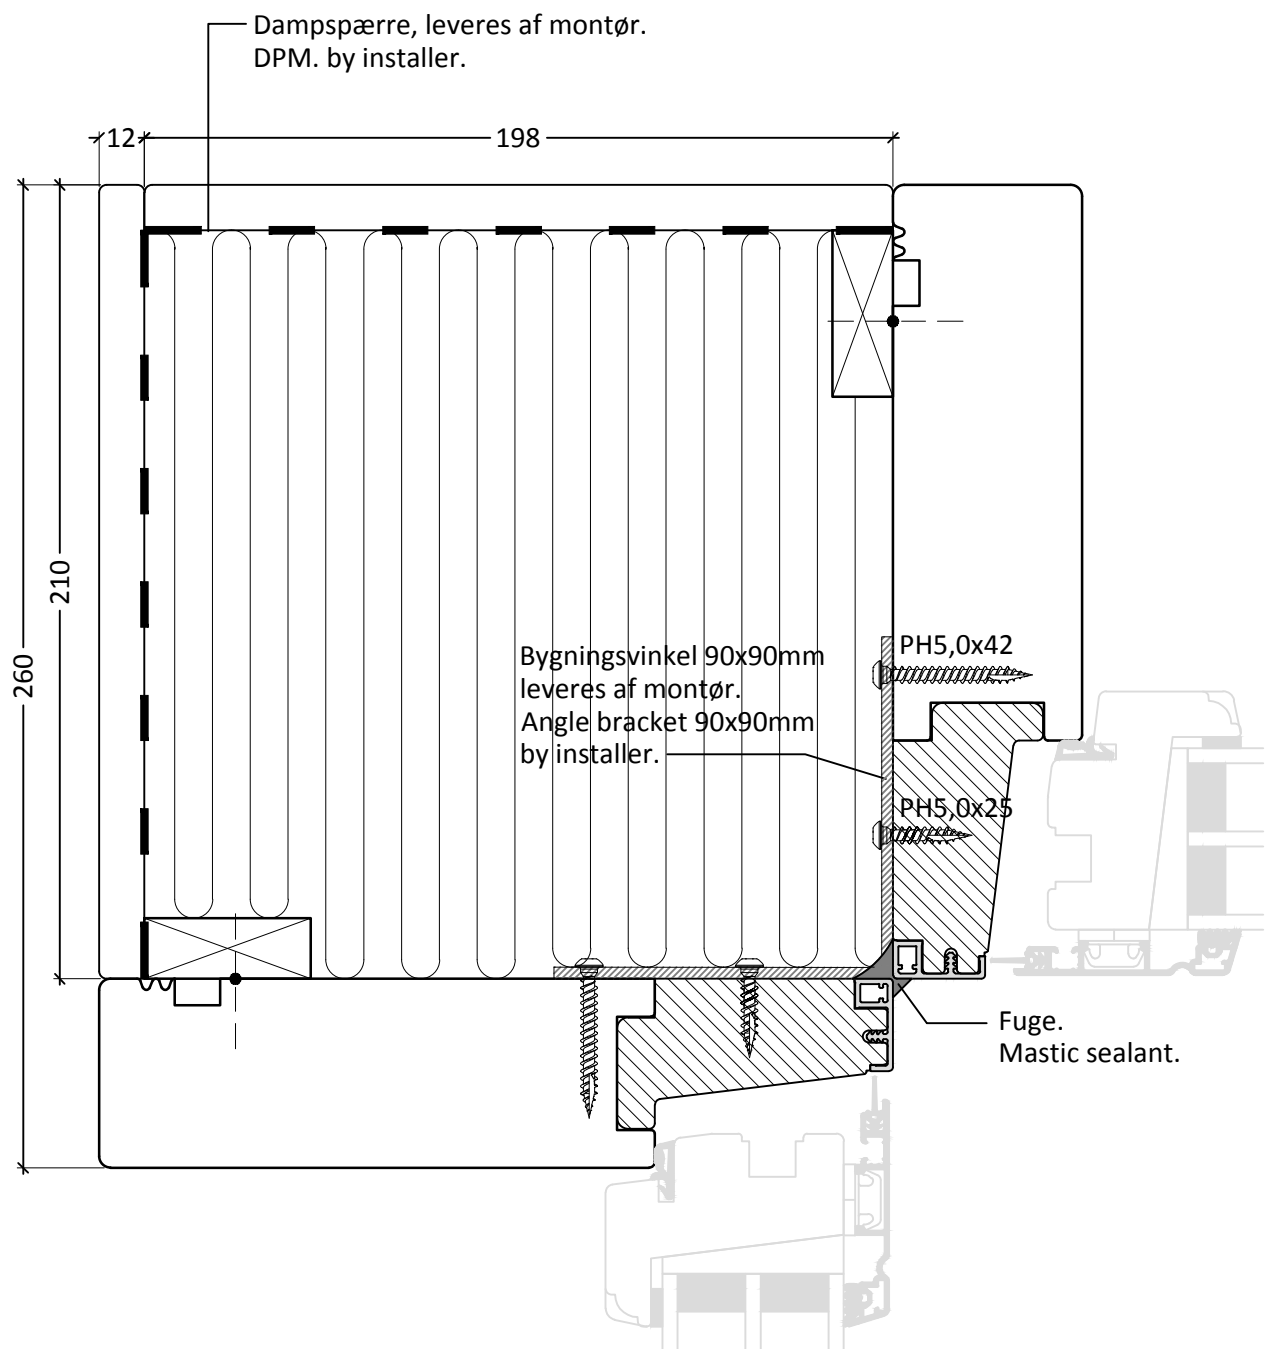 Dampspærre, leveres af montør.
DPM. by installer.
12
198
210
260
Bygningsvinkel 90x90mm
leveres af montør.
Angle bracket 90x90mm
by installer.
PH5,0x42
PH5,0x25
Fuge.
Mastic sealant.